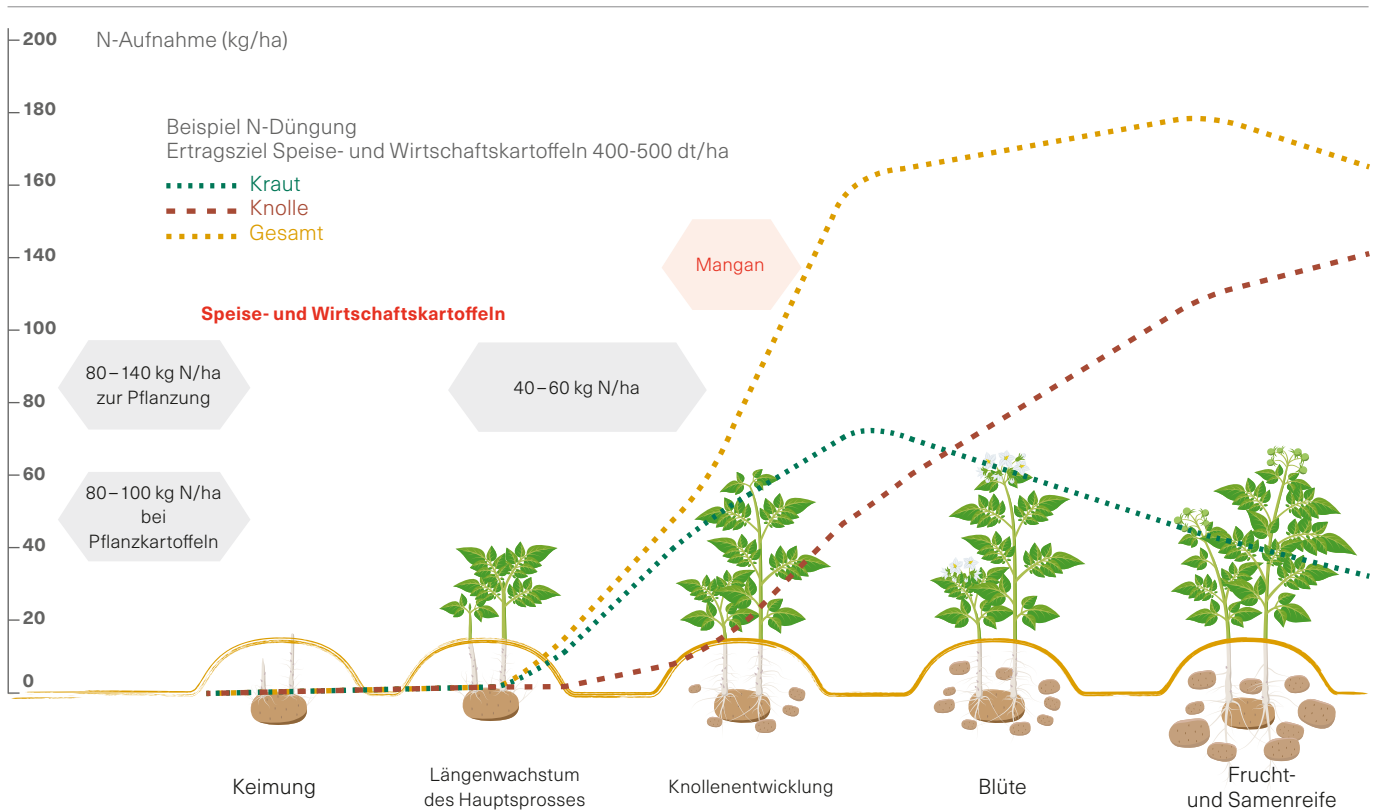 200
N-Aufnahme (kg/ha)
180
Beispiel N-Düngung
Ertragsziel Speise- und Wirtschaftskartoffeln 400-500 dt/ha
160
Kraut
Knolle
Gesamt
140
Mangan
Speise- und Wirtschaftskartoffeln
100
80–140 kg N/ha
zur Pflanzung
40–60 kg N/ha
80
60
80–100 kg N/ha
bei
Pflanzkartoffeln
40
20
0
Keimung
Längenwachstum
des Hauptsprosses
Knollenentwicklung
Blüte
Frucht-
und Samenreife